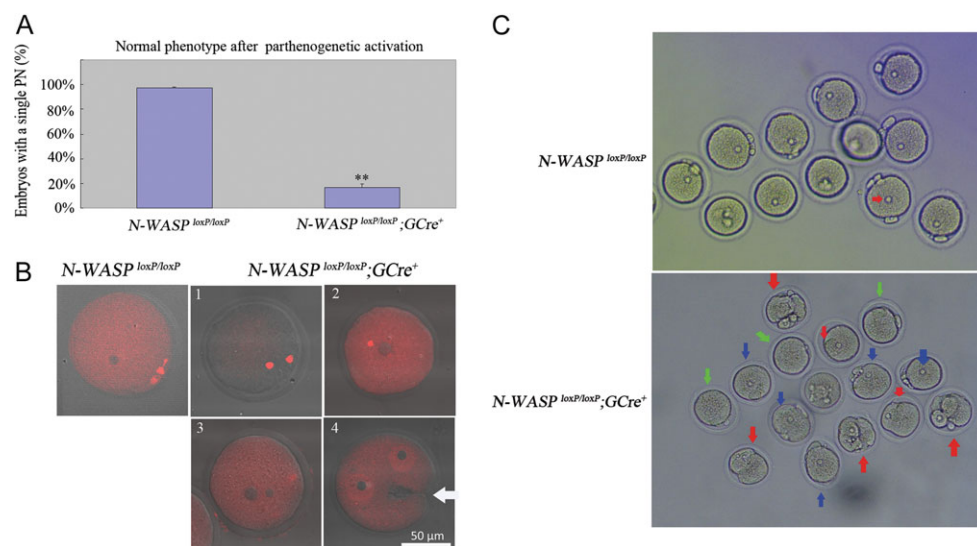 A
Normal phenotype after parthenogenetic activation
Embryos with a single PN (%)
100%
80%
60%
40%
20%
0%
**
N-WASP loxP/loxP
N-WASP loxP/loxP;GCre+
B
N-WASP loxP/loxP
N-WASP loxP/loxP;GCre+
1
2
3
4
50 µm
C
N-WASP loxP/loxP
N-WASP loxP/loxP;GCre+